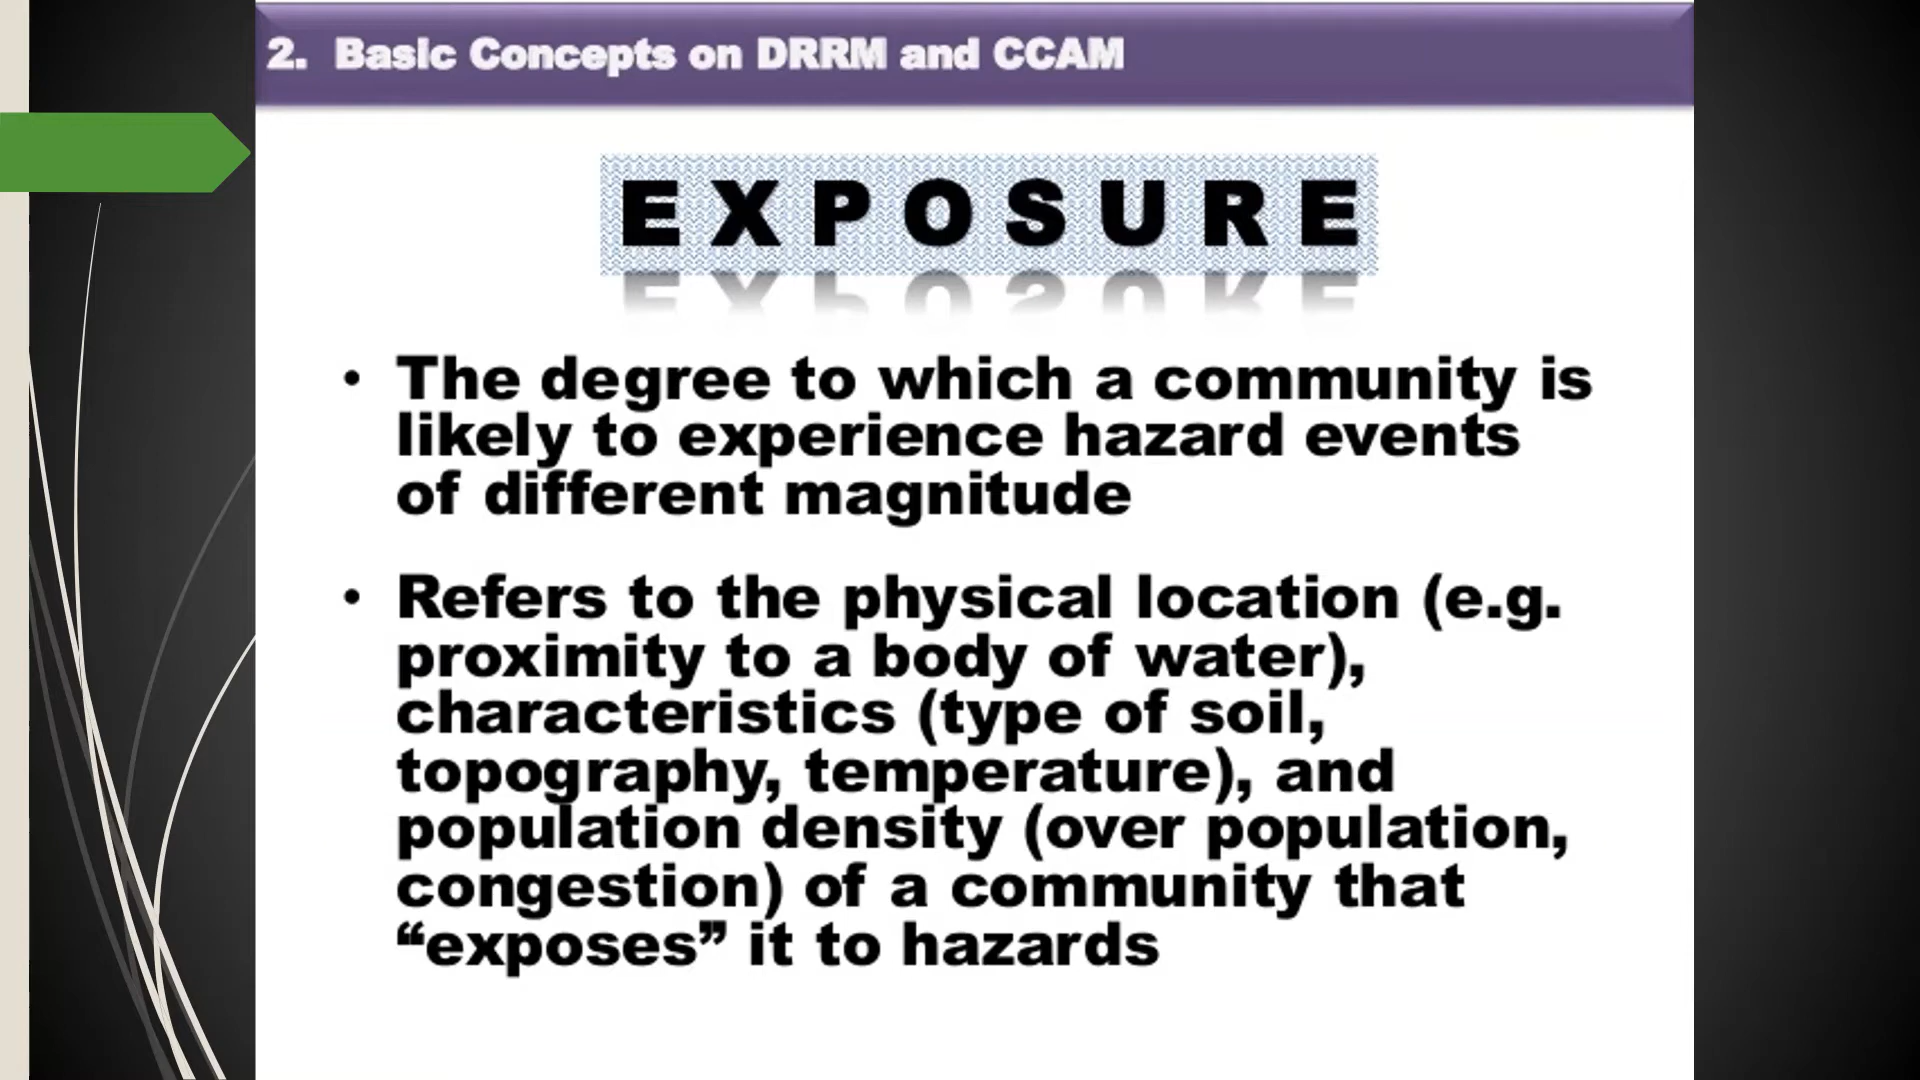 2. Basic Concepts on DRRM and CCAM
EXPOSURE
• The degree to which a community is
likely to experience hazard events
of different magnitude
• Refers to the physical location (e.g.
proximity to a body of water),
characteristics (type of soil,
topography, temperature), and
population density (over population,
congestion) of a community that
“exposes” it to hazards